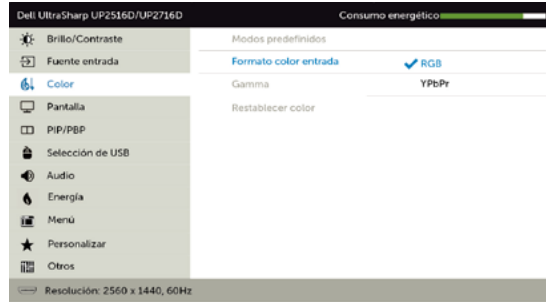 Dell UltraSharp UP2516D/UP2716D Consumo energético
Brillo/Contraste Modos predefinidos
Fuente entrada Formato color entrada RGB
Color Gamma YPbPr
Pantalla Restablecer color
PIP/PBP
Selección de USB
Audio
Energía
Menú
Personalizar
Otros
Resolución: 2560 x 1440, 60Hz